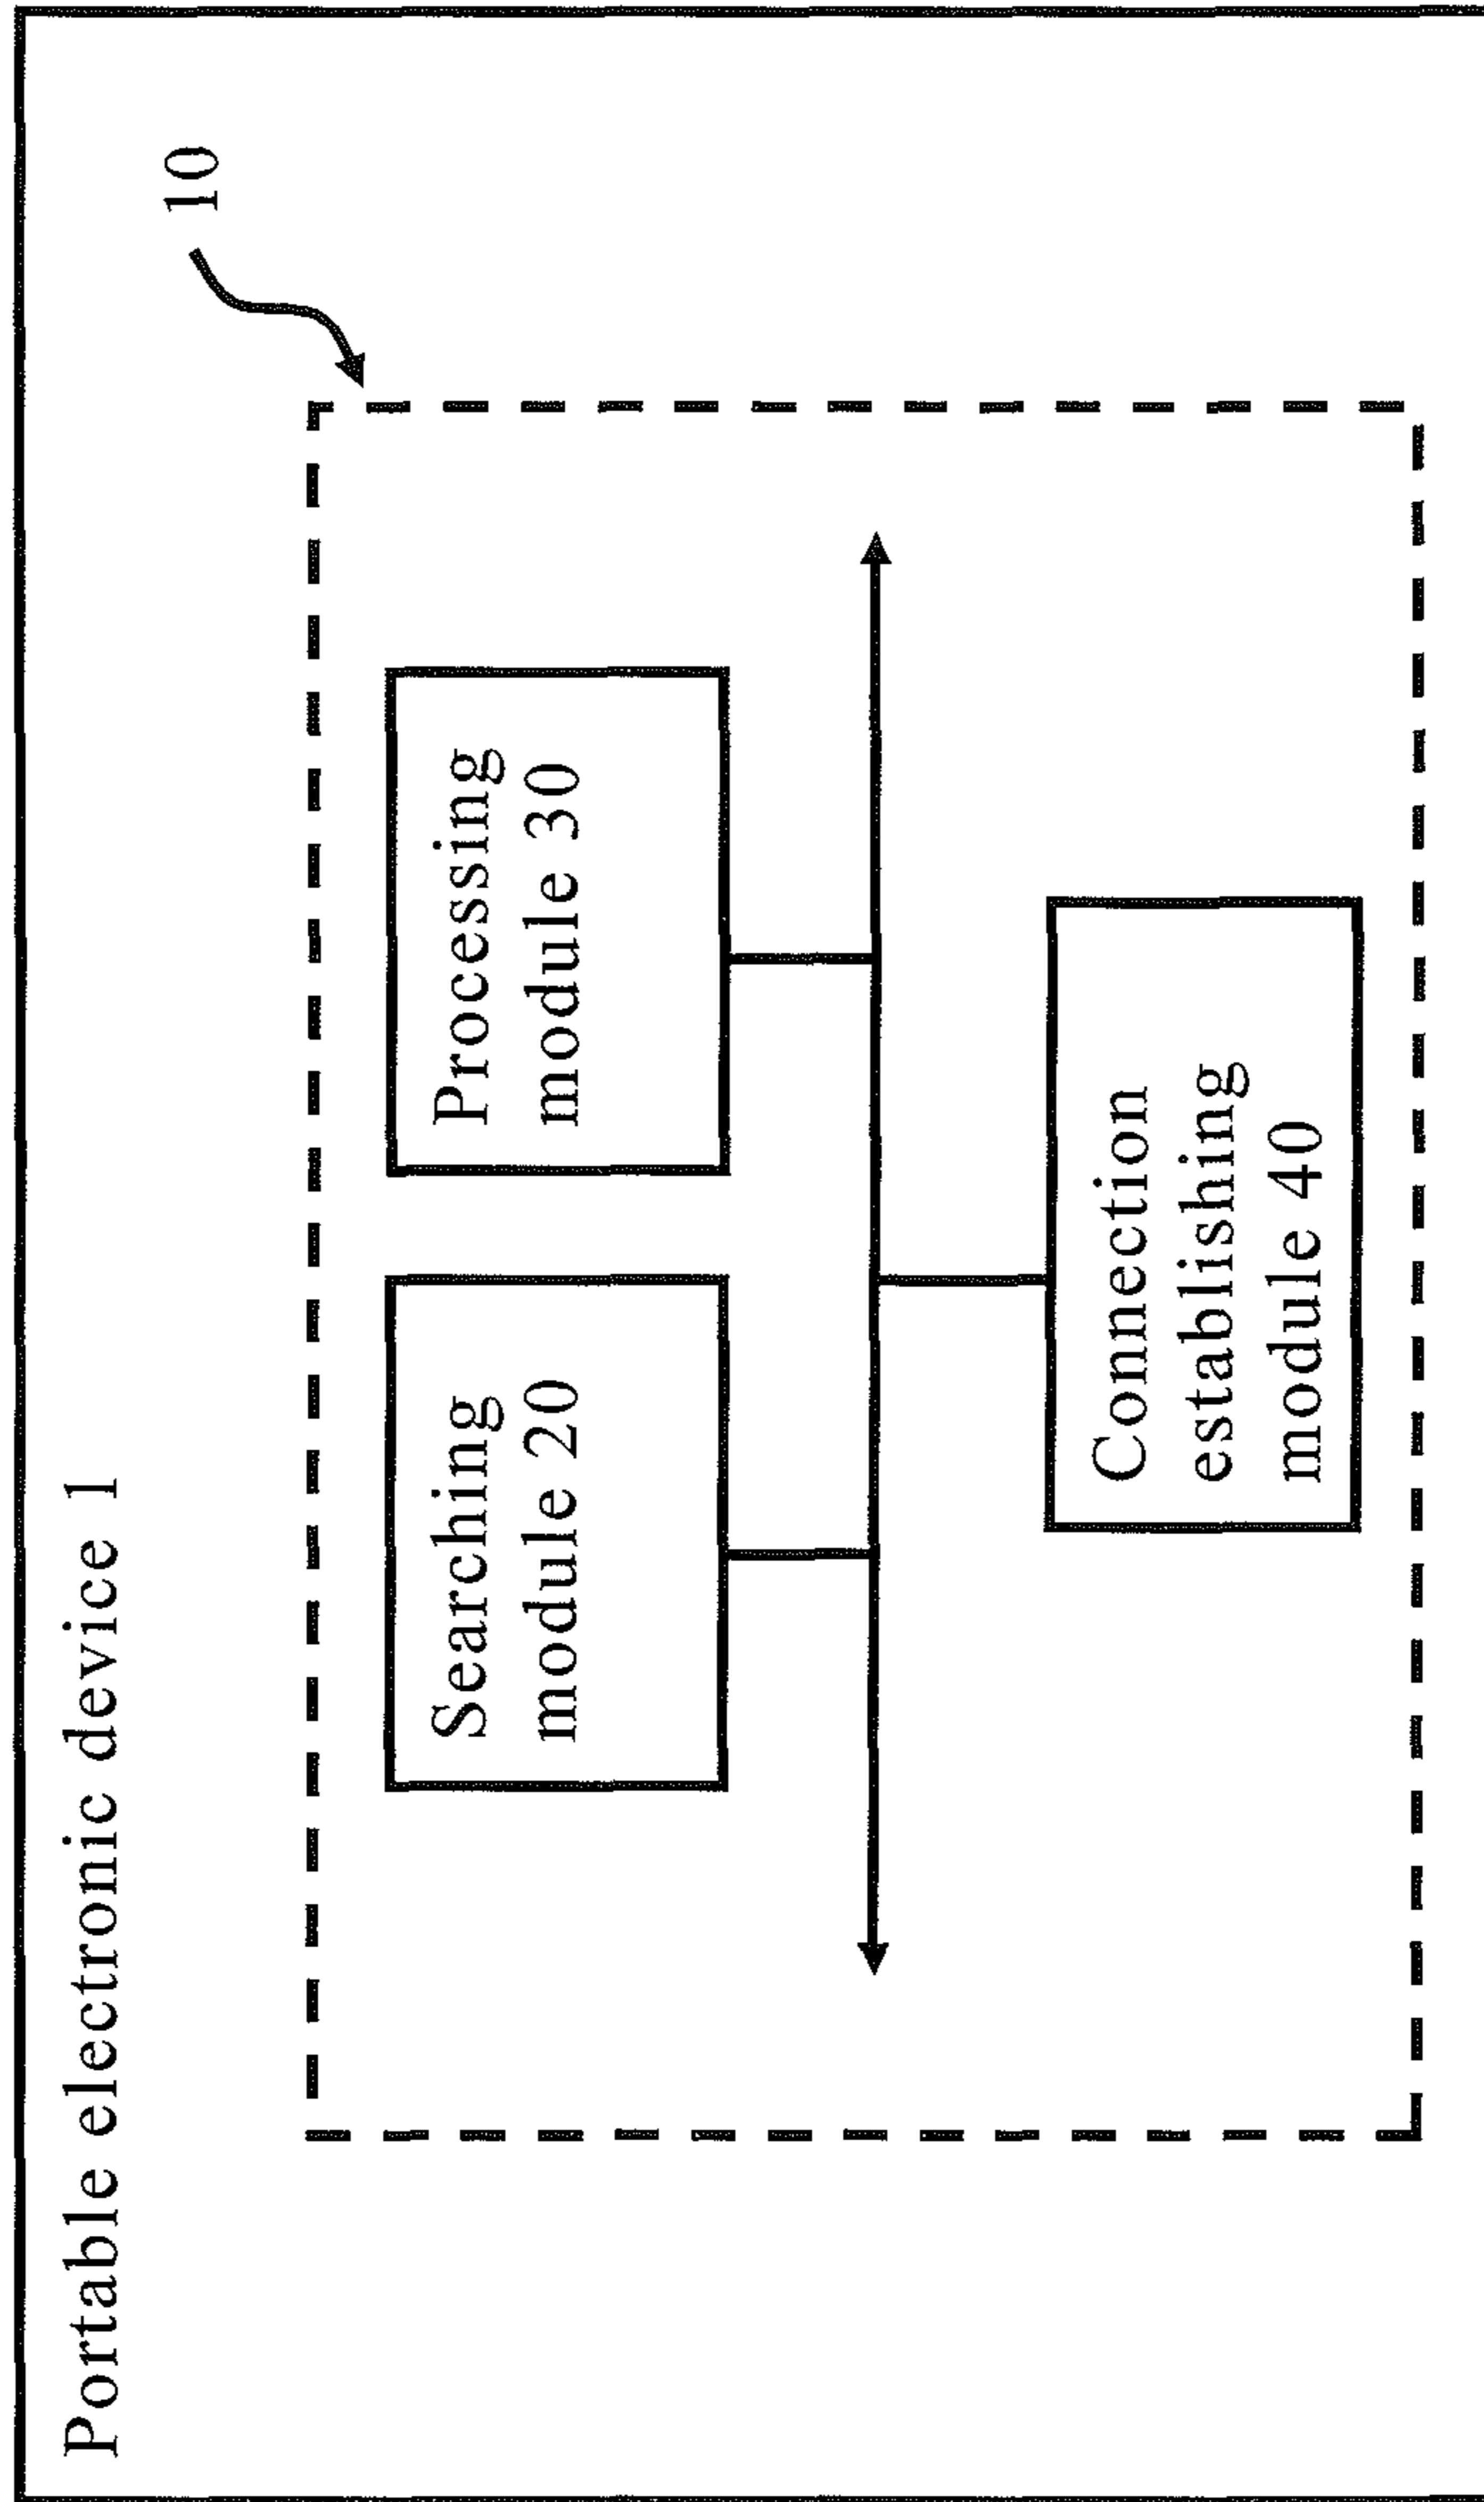 Portable electronic device 1
10
Searching
module 20
Processing
module 30
Connection
establishing
module 40